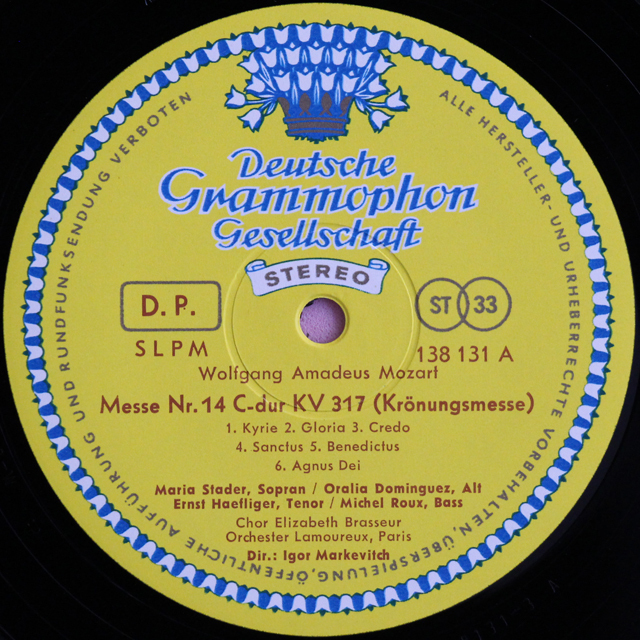 ALLE HERSTELLER- UND URHEBERRECHTE VORBEHALTEN, ÜBERSPIELUNG, ÖFFENTLICHE AUFFÜHRUNG UND RUNDFUNKSENDUNG VERBOTEN
Deutsche
Grammophon
Gesellschaft
STEREO
D. P.
ST 33
SLPM
138 131 A
Wolfgang Amadeus Mozart
Messe Nr. 14 C-dur KV 317 (Krönungsmesse)
1. Kyrie 2. Gloria 3. Credo
4. Sanctus 5. Benedictus
6. Agnus Dei
Maria Stader, Sopran / Oralia Dominguez, Alt
Ernst Haefliger, Tenor / Michel Roux, Bass
Chor Elizabeth Brasseur
Orchester Lamoureux, Paris
Dir.: Igor Markevitch